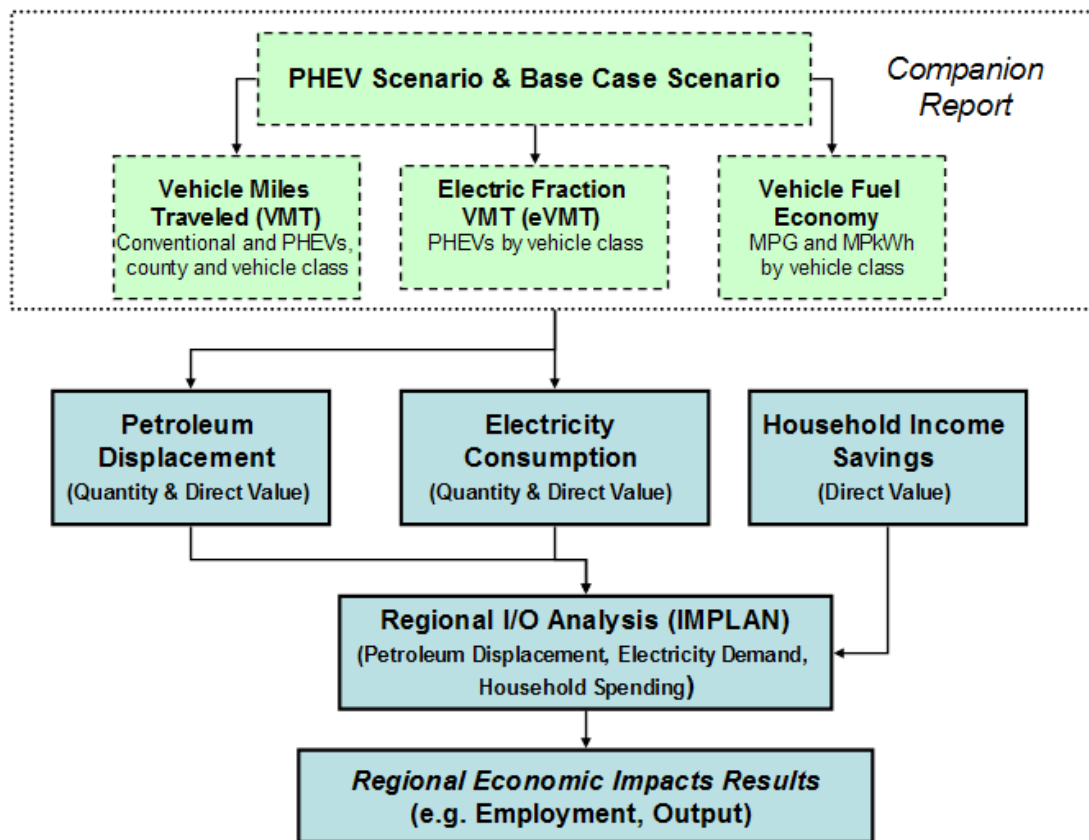 PHEV Scenario & Base Case Scenario
Companion
Report
Vehicle Miles
Traveled (VMT)
Conventional and PHEVs,
county and vehicle class
Electric Fraction
VMT (eVMT)
PHEVs by vehicle class
Vehicle Fuel
Economy
MPG and MPkWh
by vehicle class
Petroleum
Displacement
(Quantity & Direct Value)
Electricity
Consumption
(Quantity & Direct Value)
Household Income
Savings
(Direct Value)
Regional I/O Analysis (IMPLAN)
(Petroleum Displacement, Electricity Demand,
Household Spending)
Regional Economic Impacts Results
(e.g. Employment, Output)